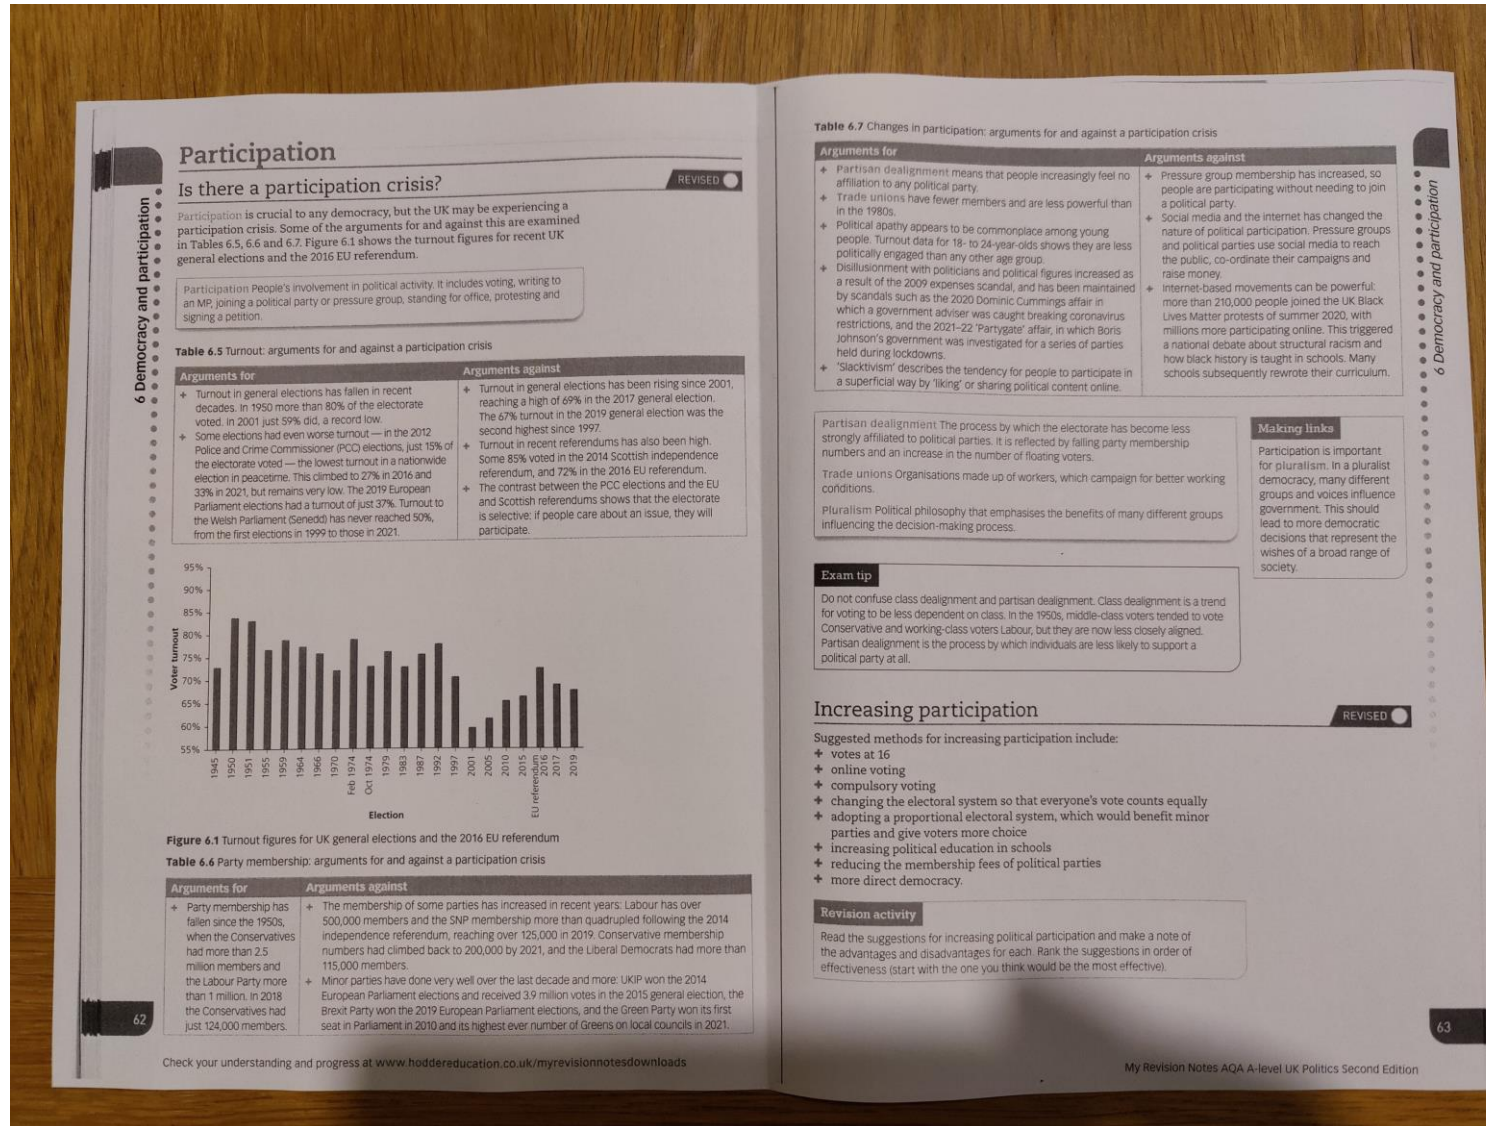 6 Democracy and participation
Participation
Is there a participation crisis?
REVISED
Participation is crucial to any democracy, but the UK may be experiencing a
participation crisis. Some of the arguments for and against this are examined
in Tables 6.5, 6.6 and 6.7. Figure 6.1 shows the turnout figures for recent UK
general elections and the 2016 EU referendum.
Participation People's involvement in political activity. It includes voting, writing to
an MP, joining a political party or pressure group, standing for office, protesting and
signing a petition.
Table 6.5 Turnout: arguments for and against a participation crisis
Arguments for
+ Turnout in general elections has fallen in recent
decades. In 1950 more than 80% of the electorate
voted. In 2001 just 59% did, a record low.
+ Some elections had even worse turnout — in the 2012
Police and Crime Commissioner (PCC) elections, just 15% of
the electorate voted — the lowest turnout in a nationwide
election in peacetime. This climbed to 27% in 2016 and
33% in 2021, but remains very low. The 2019 European
Parliament elections had a turnout of just 37%. Turnout to
the Welsh Parliament (Senedd) has never reached 50%,
from the first elections in 1999 to those in 2021.
Arguments against
+ Turnout in general elections has been rising since 2001,
reaching a high of 69% in the 2017 general election.
The 67% turnout in the 2019 general election was the
second highest since 1997.
+ Turnout in recent referendums has also been high.
Some 85% voted in the 2014 Scottish independence
referendum, and 72% in the 2016 EU referendum.
+ The contrast between the PCC elections and the EU
and Scottish referendums shows that the electorate
is selective: if people care about an issue, they will
participate.
Voter turnout
95%
90%
85%
80%
75%
70%
65%
60%
55%
1945
1950
1951
1955
1959
1964
1966
1970
Feb 1974
Oct 1974
1979
1983
1987
1992
1997
2001
2005
2010
2015
EU referendum
2016
2017
2019
Election
Figure 6.1 Turnout figures for UK general elections and the 2016 EU referendum
Table 6.6 Party membership: arguments for and against a participation crisis
Arguments for
+ Party membership has
fallen since the 1950s,
when the Conservatives
had more than 2.5
million members and
the Labour Party more
than 1 million. In 2018
the Conservatives had
just 124,000 members.
Arguments against
+ The membership of some parties has increased in recent years: Labour has over
500,000 members and the SNP membership more than quadrupled following the 2014
independence referendum, reaching over 125,000 in 2019. Conservative membership
numbers had climbed back to 200,000 by 2021, and the Liberal Democrats had more than
115,000 members.
+ Minor parties have done very well over the last decade and more: UKIP won the 2014
European Parliament elections and received 3.9 million votes in the 2015 general election, the
Brexit Party won the 2019 European Parliament elections, and the Green Party won its first
seat in Parliament in 2010 and its highest ever number of Greens on local councils in 2021.
62
Check your understanding and progress at www.hoddereducation.co.uk/myrevisionnotesdownloads
Table 6.7 Changes in participation: arguments for and against a participation crisis
Arguments for
+ Partisan dealignment means that people increasingly feel no
affiliation to any political party.
+ Trade unions have fewer members and are less powerful than
in the 1980s.
+ Political apathy appears to be commonplace among young
people. Turnout data for 18- to 24-year-olds shows they are less
politically engaged than any other age group.
+ Disillusionment with politicians and political figures increased as
a result of the 2009 expenses scandal, and has been maintained
by scandals such as the 2020 Dominic Cummings affair in
which a government adviser was caught breaking coronavirus
restrictions, and the 2021–22 'Partygate' affair, in which Boris
Johnson's government was investigated for a series of parties
held during lockdowns.
+ 'Slacktivism' describes the tendency for people to participate in
a superficial way by 'liking' or sharing political content online.
Arguments against
+ Pressure group membership has increased, so
people are participating without needing to join
a political party.
+ Social media and the internet has changed the
nature of political participation. Pressure groups
and political parties use social media to reach
the public, co-ordinate their campaigns and
raise money.
+ Internet-based movements can be powerful:
more than 210,000 people joined the UK Black
Lives Matter protests of summer 2020, with
millions more participating online. This triggered
a national debate about structural racism and
how black history is taught in schools. Many
schools subsequently rewrote their curriculum.
6 Democracy and participation
Partisan dealignment The process by which the electorate has become less
strongly affiliated to political parties. It is reflected by falling party membership
numbers and an increase in the number of floating voters.
Trade unions Organisations made up of workers, which campaign for better working
conditions.
Pluralism Political philosophy that emphasises the benefits of many different groups
influencing the decision-making process.
Making links
Participation is important
for pluralism. In a pluralist
democracy, many different
groups and voices influence
government. This should
lead to more democratic
decisions that represent the
wishes of a broad range of
society.
Exam tip
Do not confuse class dealignment and partisan dealignment. Class dealignment is a trend
for voting to be less dependent on class. In the 1950s, middle-class voters tended to vote
Conservative and working-class voters Labour, but they are now less closely aligned.
Partisan dealignment is the process by which individuals are less likely to support a
political party at all.
Increasing participation
REVISED
Suggested methods for increasing participation include:
+ votes at 16
+ online voting
+ compulsory voting
+ changing the electoral system so that everyone's vote counts equally
+ adopting a proportional electoral system, which would benefit minor
parties and give voters more choice
+ increasing political education in schools
+ reducing the membership fees of political parties
+ more direct democracy.
Revision activity
Read the suggestions for increasing political participation and make a note of
the advantages and disadvantages for each. Rank the suggestions in order of
effectiveness (start with the one you think would be the most effective).
63
My Revision Notes AQA A-level UK Politics Second Edition